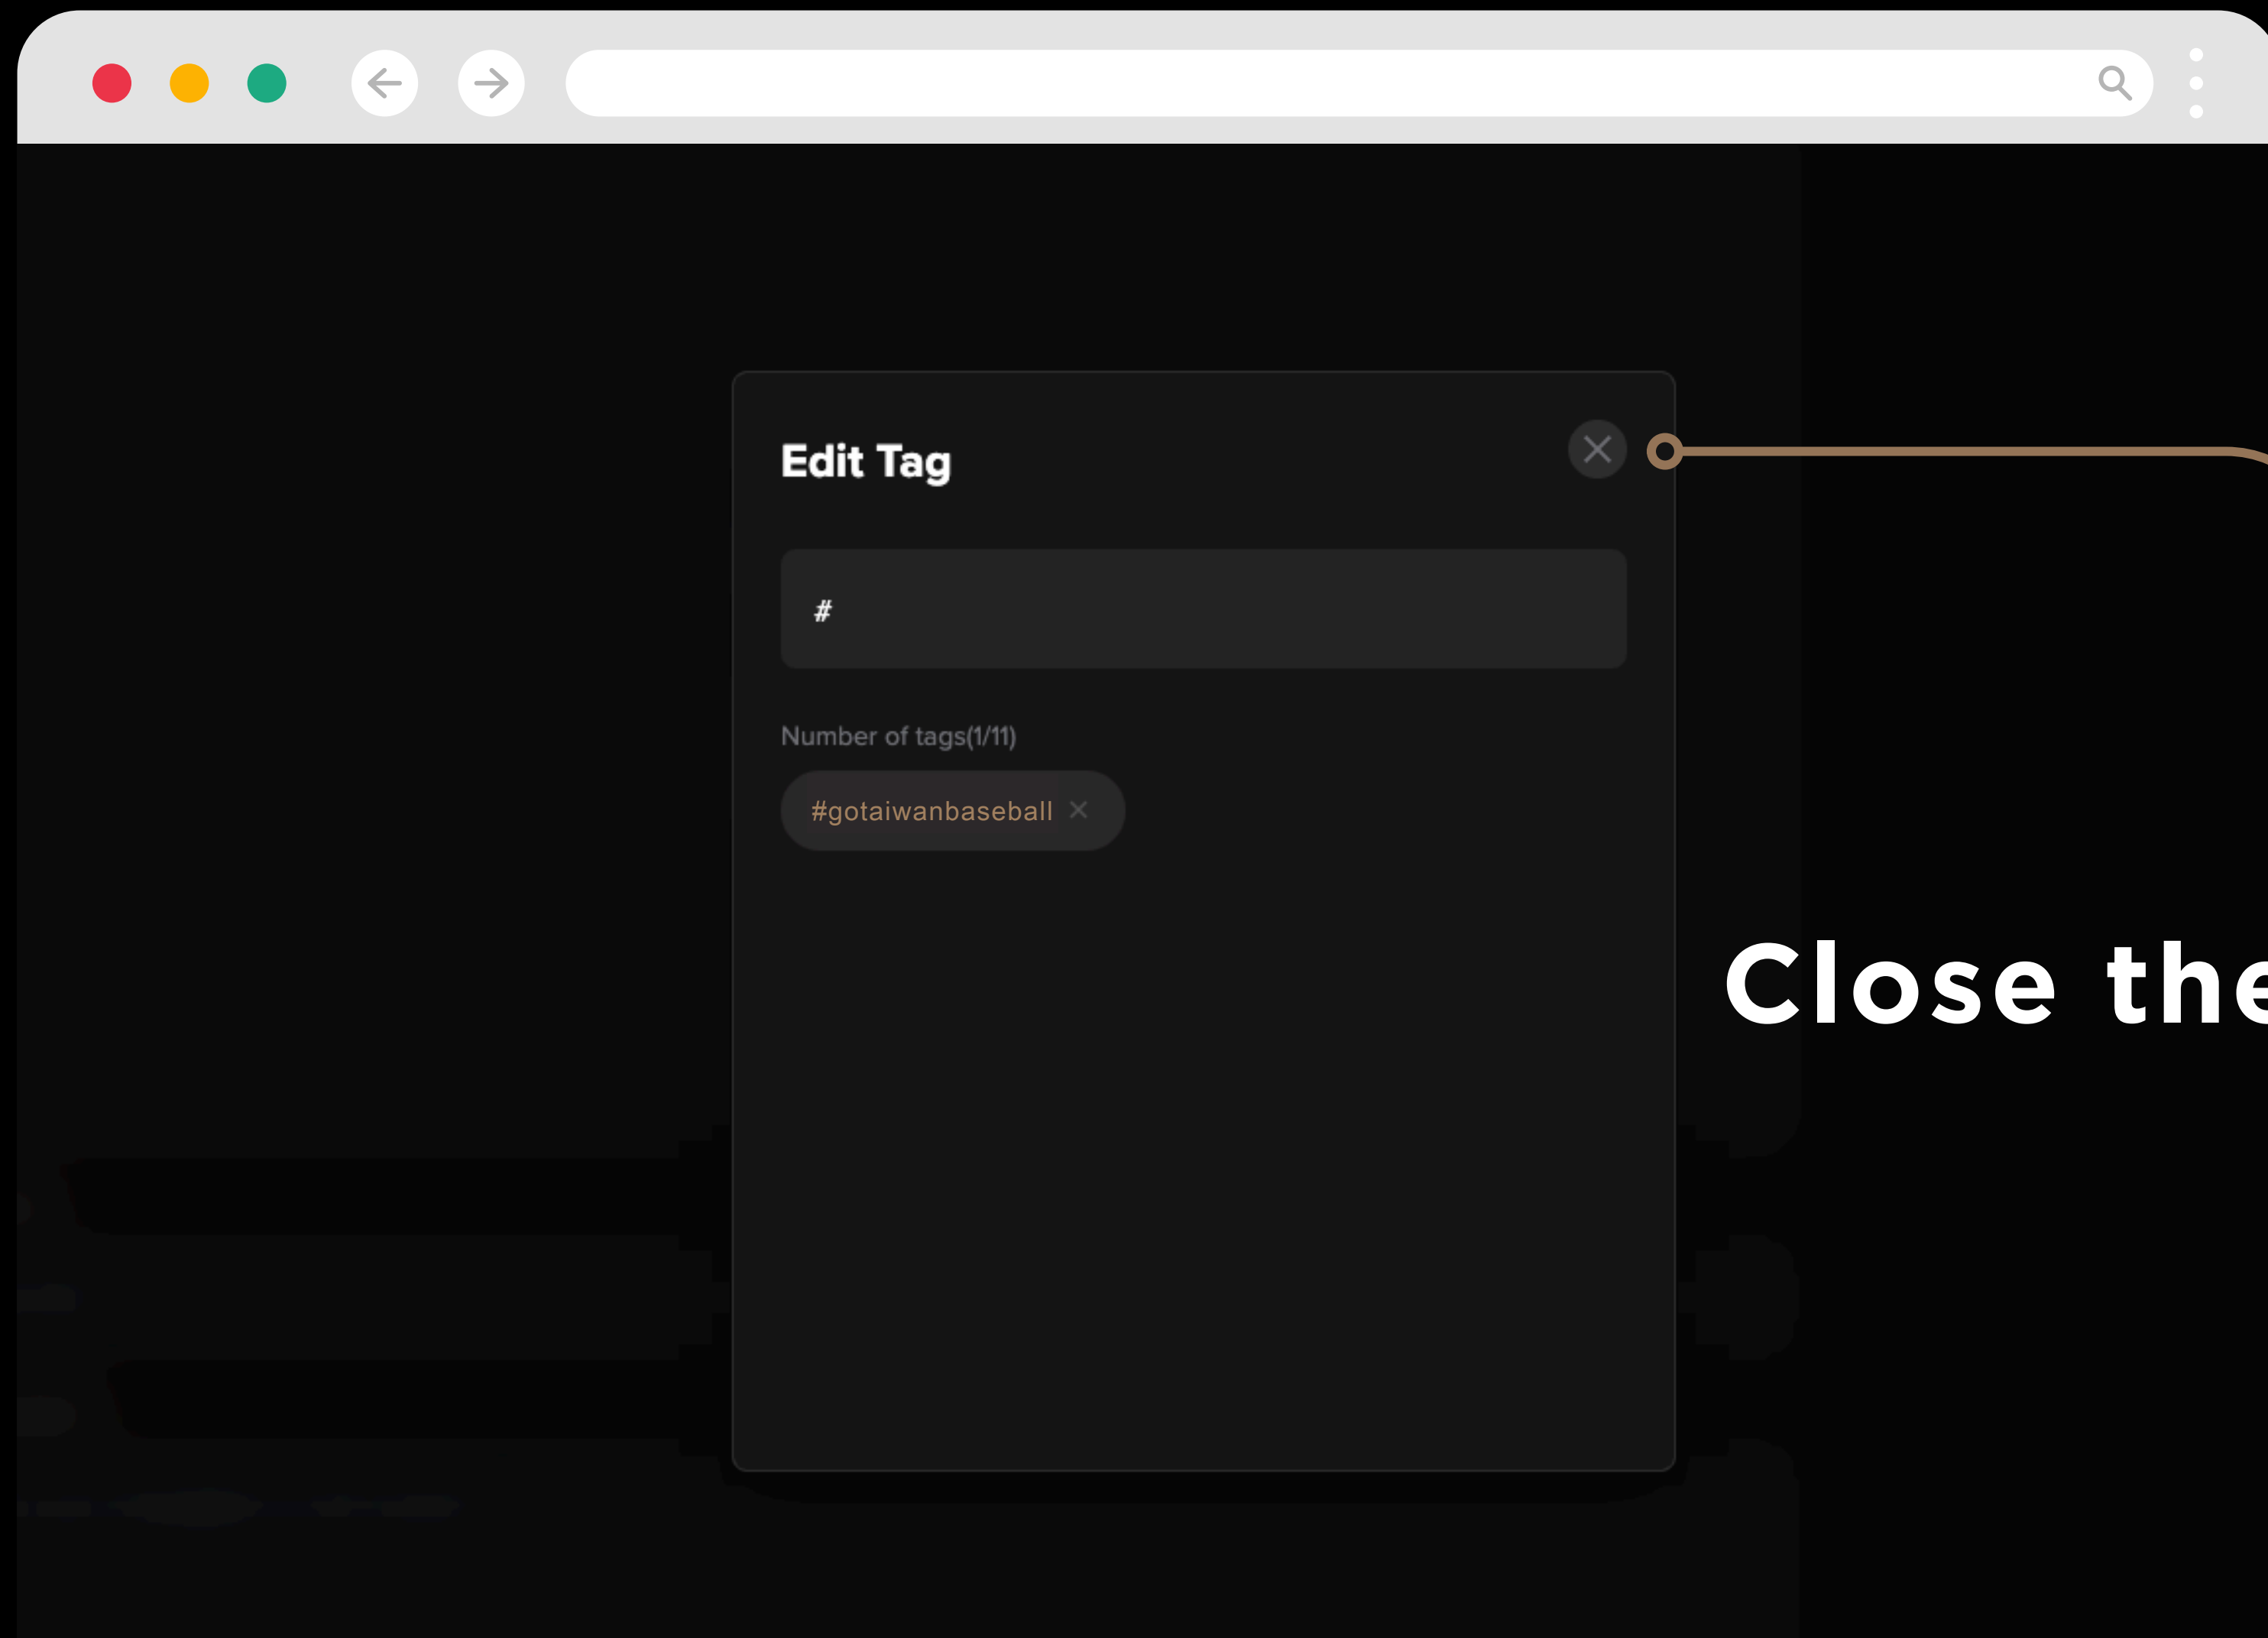 Edit Tag
#
Number of tags(1/11)
#gotaiwanbaseball
Close the